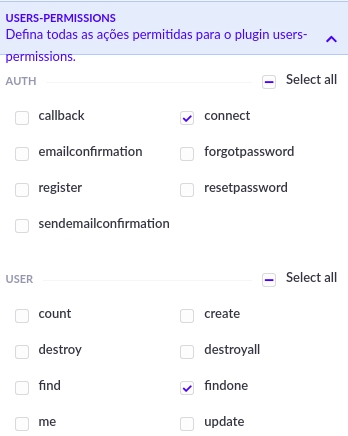 USERS-PERMISSIONS
Defina todas as ações permitidas para o plugin users-
permissions.
AUTH Select all
callback connect
emailconfirmation forgotpassword
register resetpassword
sendemailconfirmation
USER Select all
count create
destroy destroyall
find findone
me update